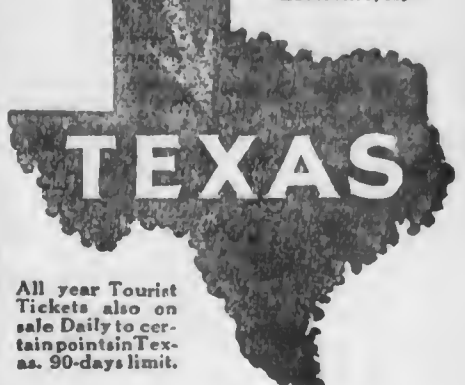 TEXAS
All year Tourist
Tickets also on
sale Daily to cer-
tain points in Tex-
as. 90-days limit.